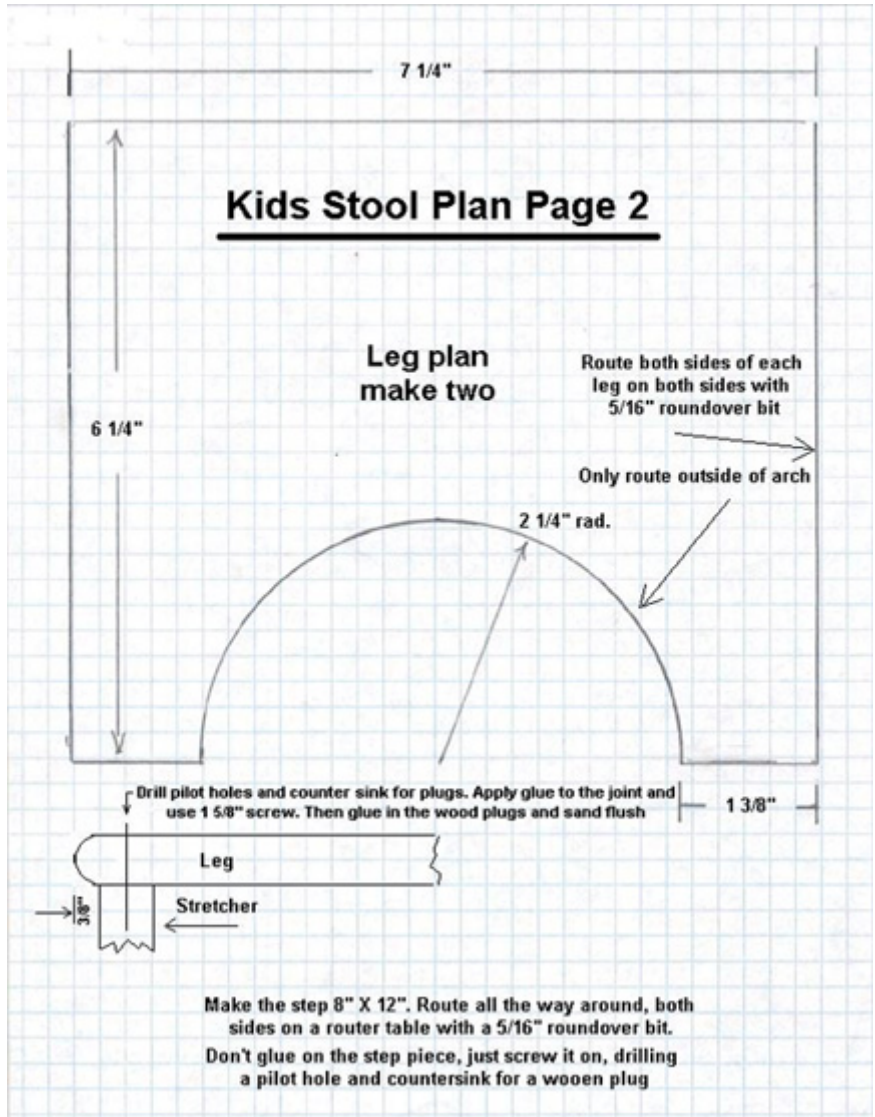 7 1/4"
Kids Stool Plan Page 2
Leg plan
make two
Route both sides of each
leg on both sides with
5/16" roundover bit
6 1/4"
Only route outside of arch
2 1/4" rad.
Drill pilot holes and counter sink for plugs. Apply glue to the joint and
use 1 5/8" screw. Then glue in the wood plugs and sand flush
1 3/8"
Leg
3/8"
Stretcher
Make the step 8" X 12". Route all the way around, both
sides on a router table with a 5/16" roundover bit.
Don't glue on the step piece, just screw it on, drilling
a pilot hole and countersink for a wooen plug